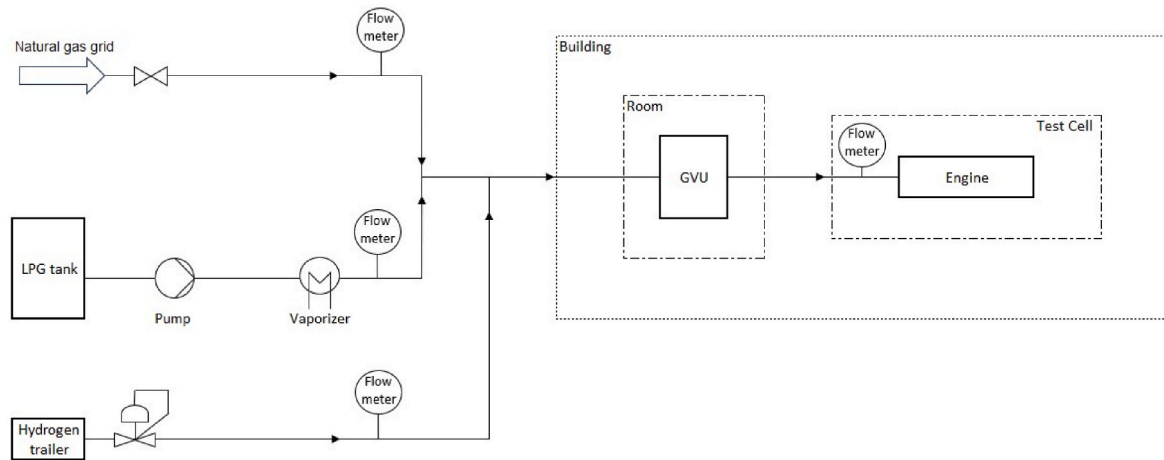 Flow
meter
Natural gas grid
Building
Room
Flow
meter
Test Cell
GVU
Engine
Flow
meter
LPG tank
Pump
Vaporizer
Flow
meter
Hydrogen
trailer